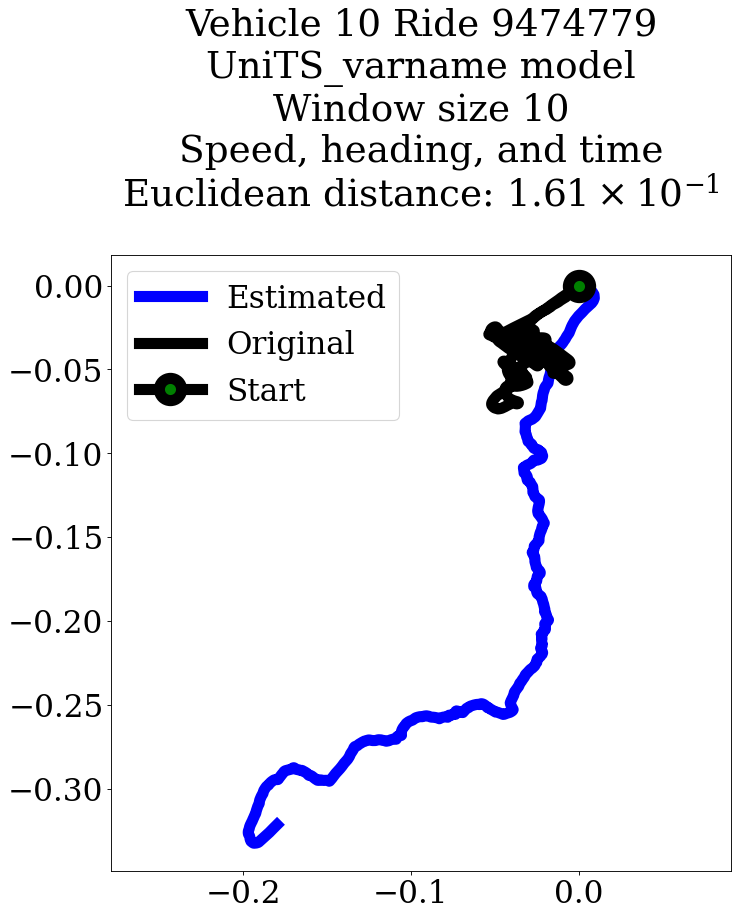 Vehicle 10 Ride 9474779
UniTS_varname model
Window size 10
Speed, heading, and time
Euclidean distance: 1.61 × 10⁻¹
Estimated
Original
Start
0.00
−0.05
−0.10
−0.15
−0.20
−0.25
−0.30
−0.2 −0.1 0.0